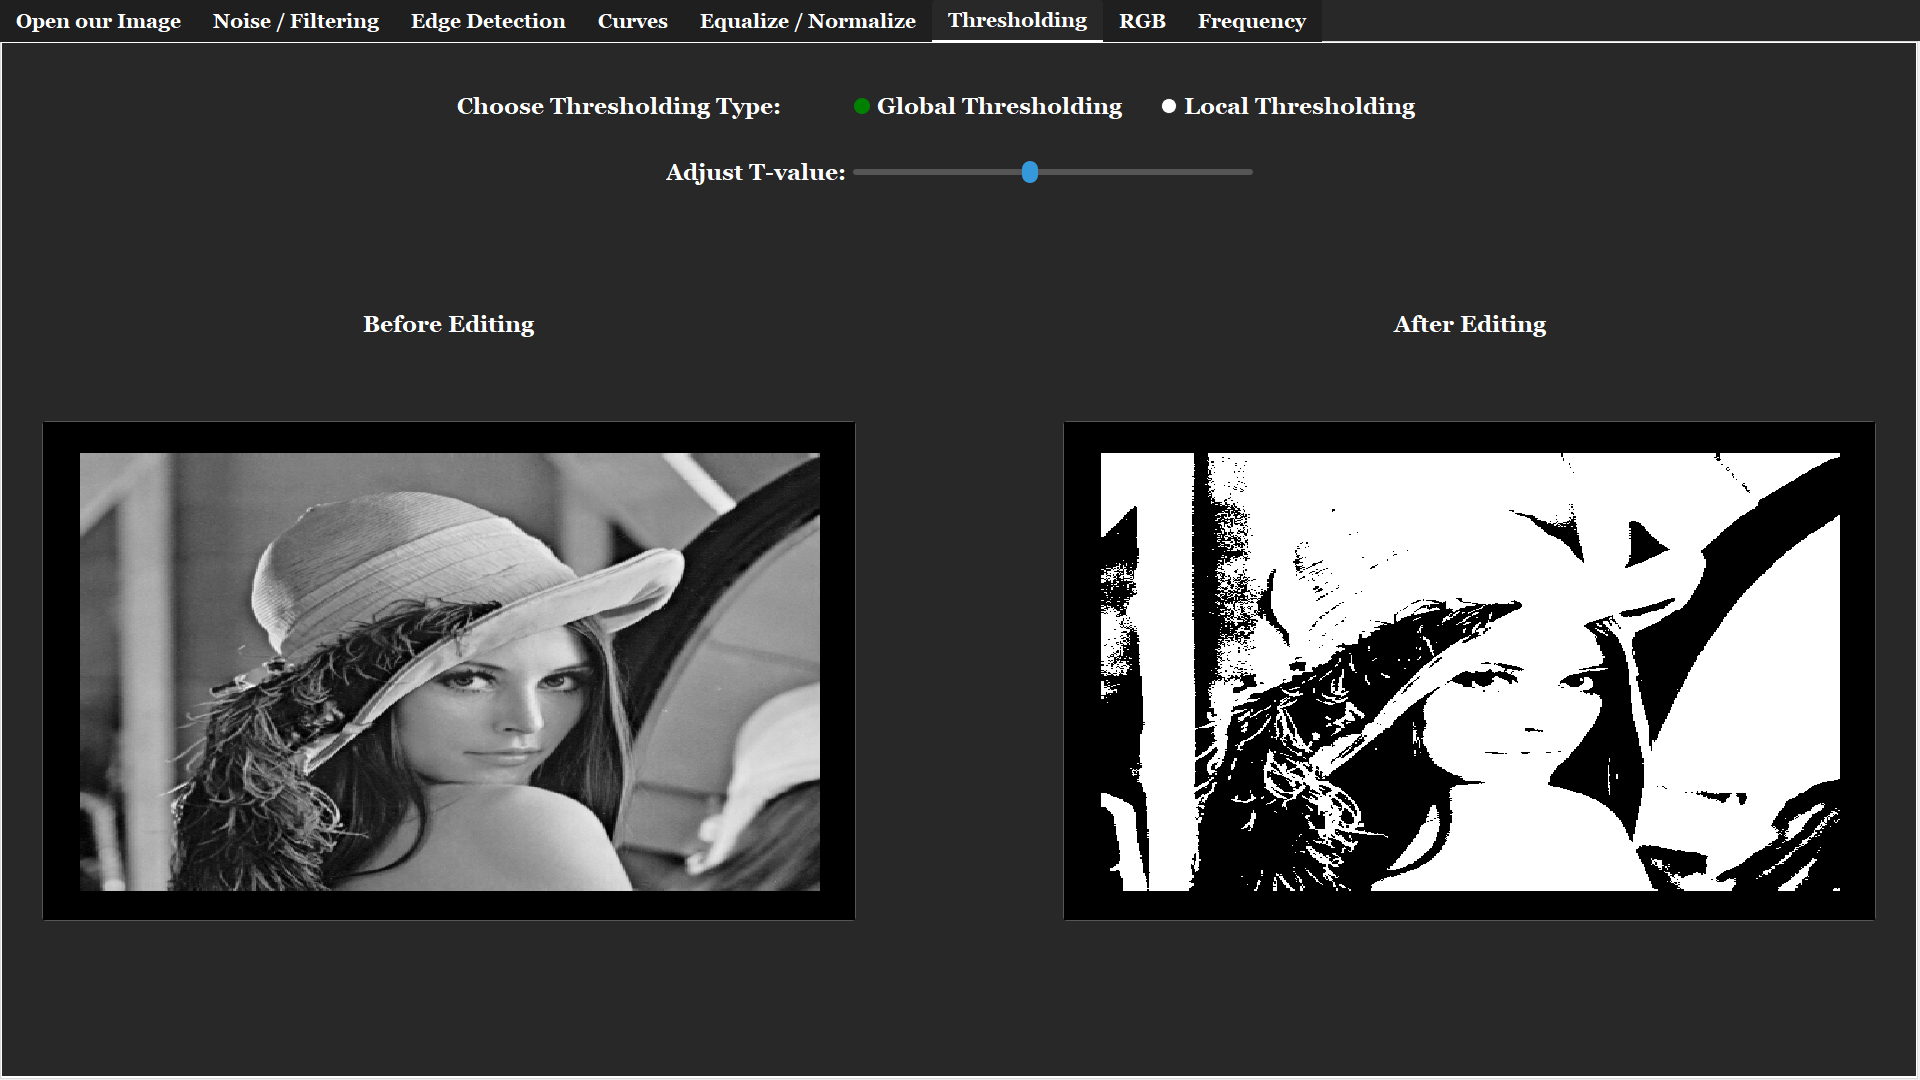 Open our Image Noise / Filtering Edge Detection Curves Equalize / Normalize Thresholding RGB Frequency
Choose Thresholding Type: Global Thresholding Local Thresholding
Adjust T-value:
Before Editing After Editing